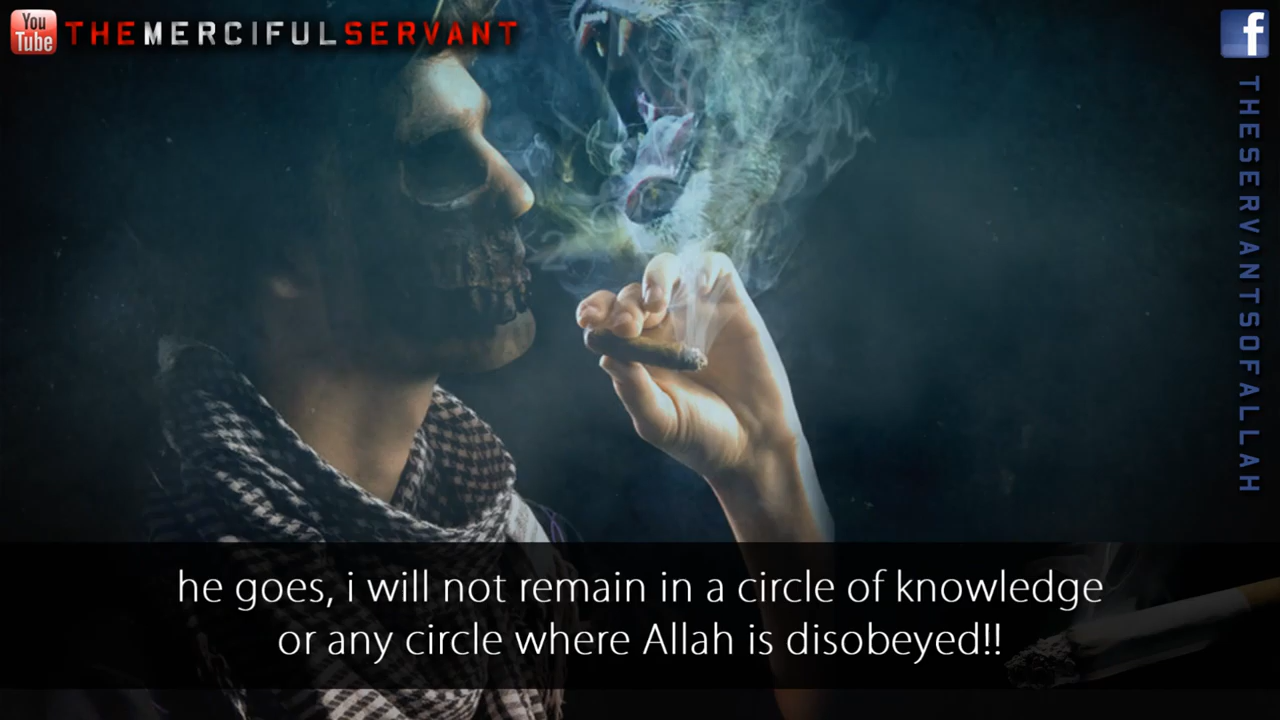 You
Tube
THEMERCIFULSERVANT
f
THESERVANTSOFALLAH
he goes, i will not remain in a circle of knowledge
or any circle where Allah is disobeyed!!